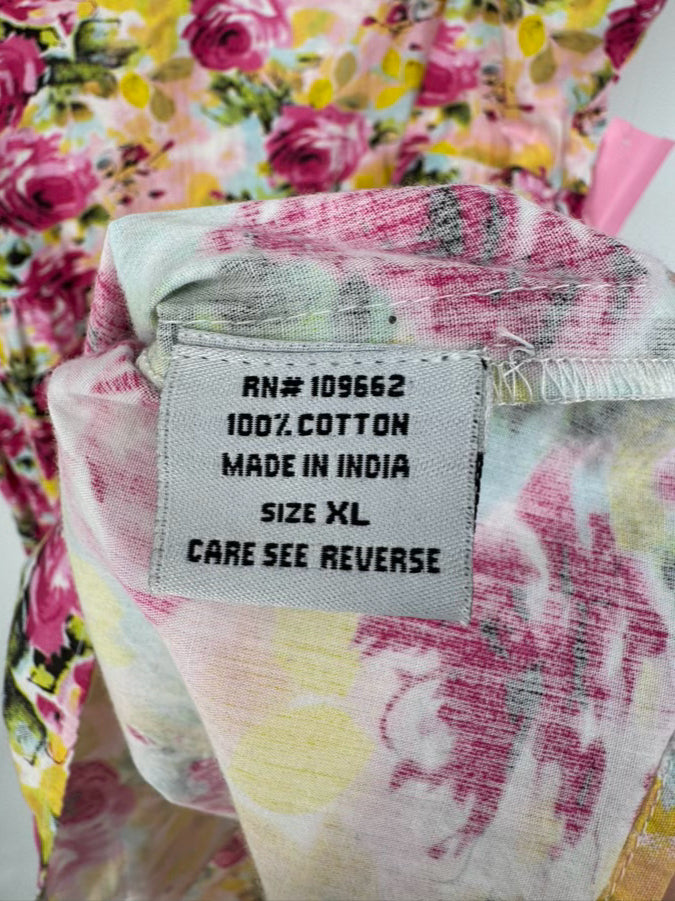 RN# 109662
100% COTTON
MADE IN INDIA
SIZE XL
CARE SEE REVERSE